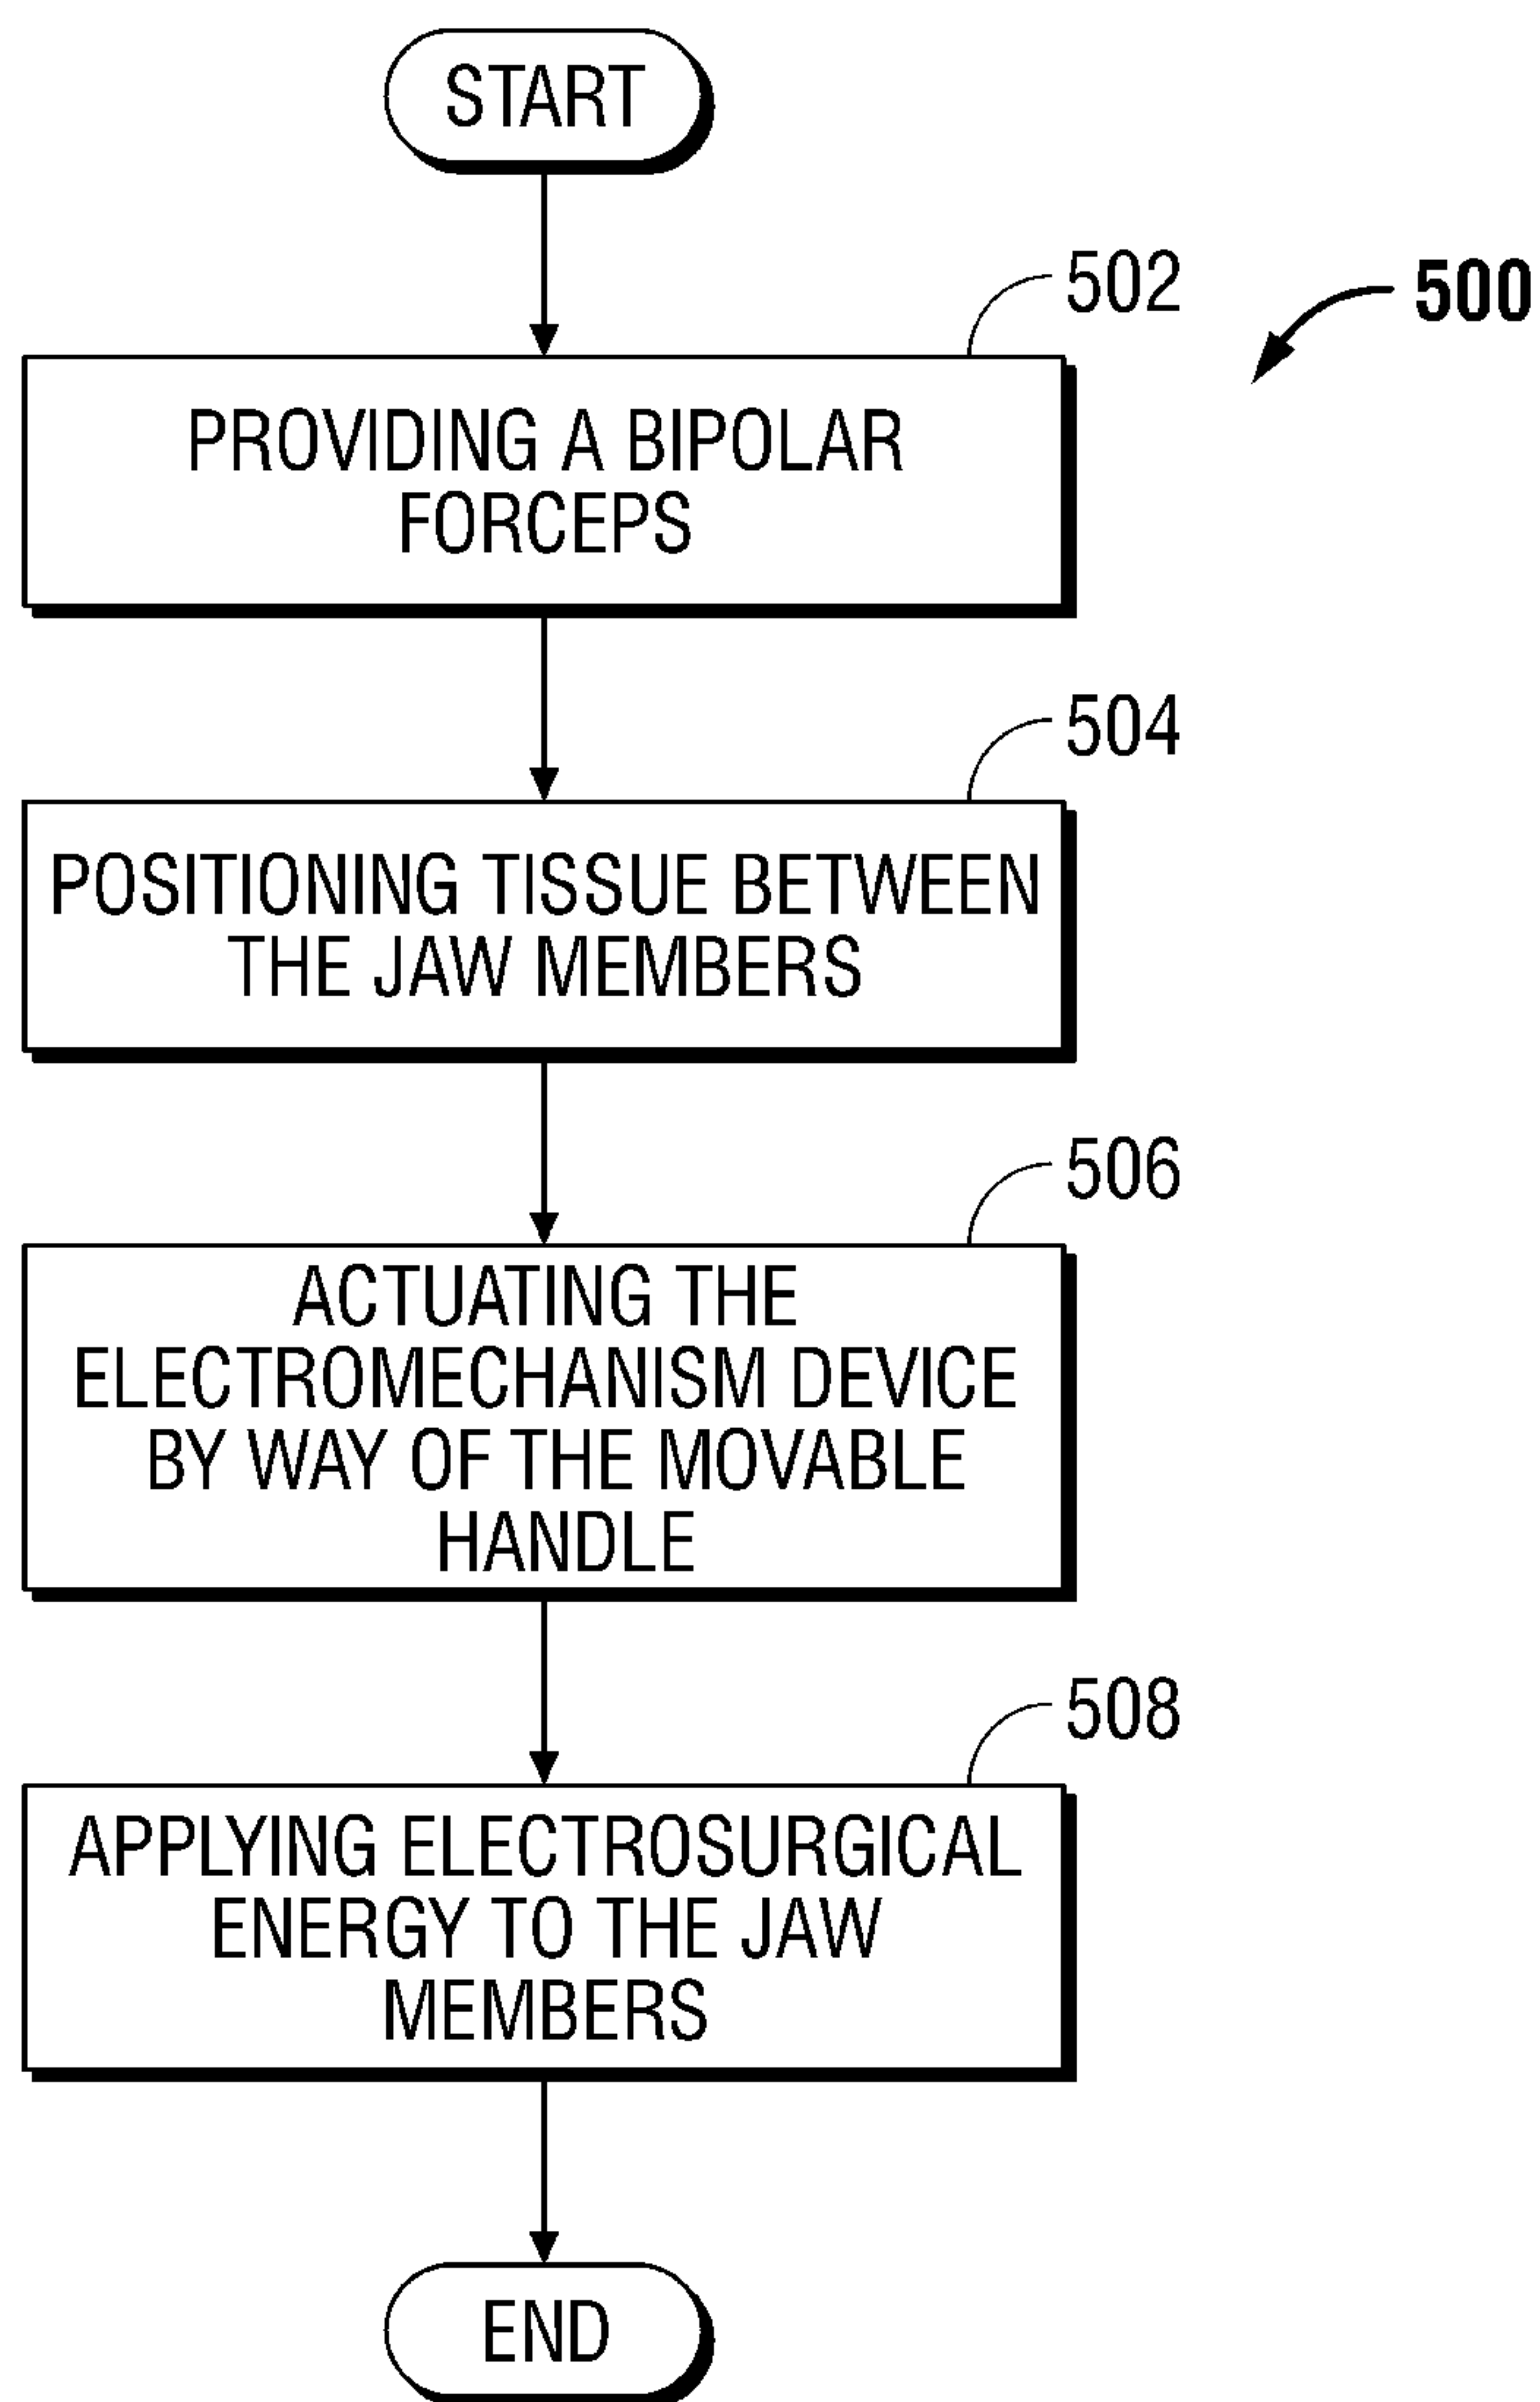 START
502
500
PROVIDING A BIPOLAR
FORCEPS
504
POSITIONING TISSUE BETWEEN
THE JAW MEMBERS
506
ACTUATING THE
ELECTROMECHANISM DEVICE
BY WAY OF THE MOVABLE
HANDLE
508
APPLYING ELECTROSURGICAL
ENERGY TO THE JAW
MEMBERS
END